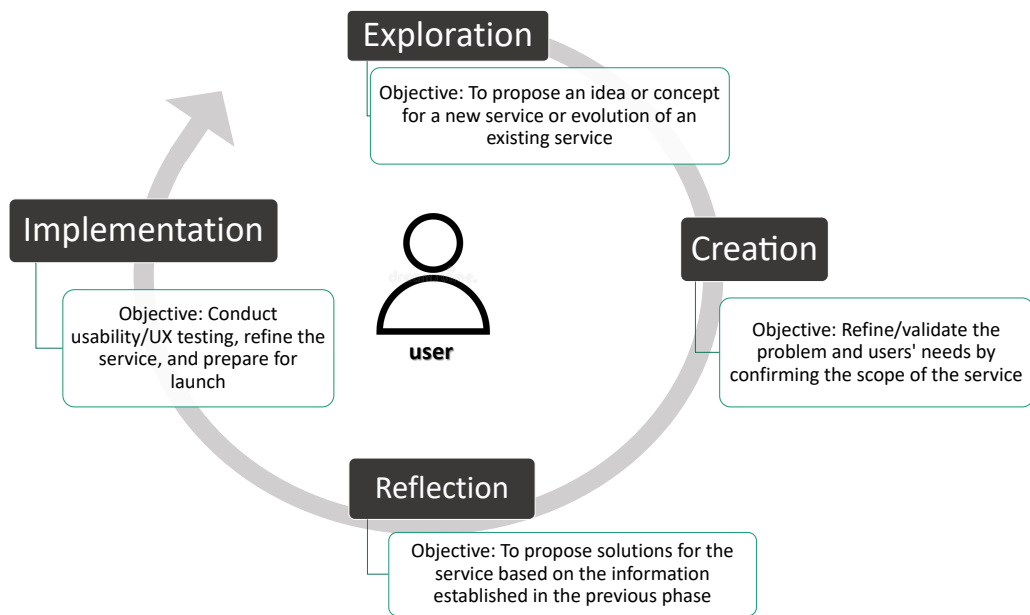 Exploration
Objective: To propose an idea or concept
for a new service or evolution of an
existing service
Implementation
Objective: Conduct
usability/UX testing, refine the
service, and prepare for
launch
user
Creation
Objective: Refine/validate the
problem and users' needs by
confirming the scope of the service
Reflection
Objective: To propose solutions for the
service based on the information
established in the previous phase